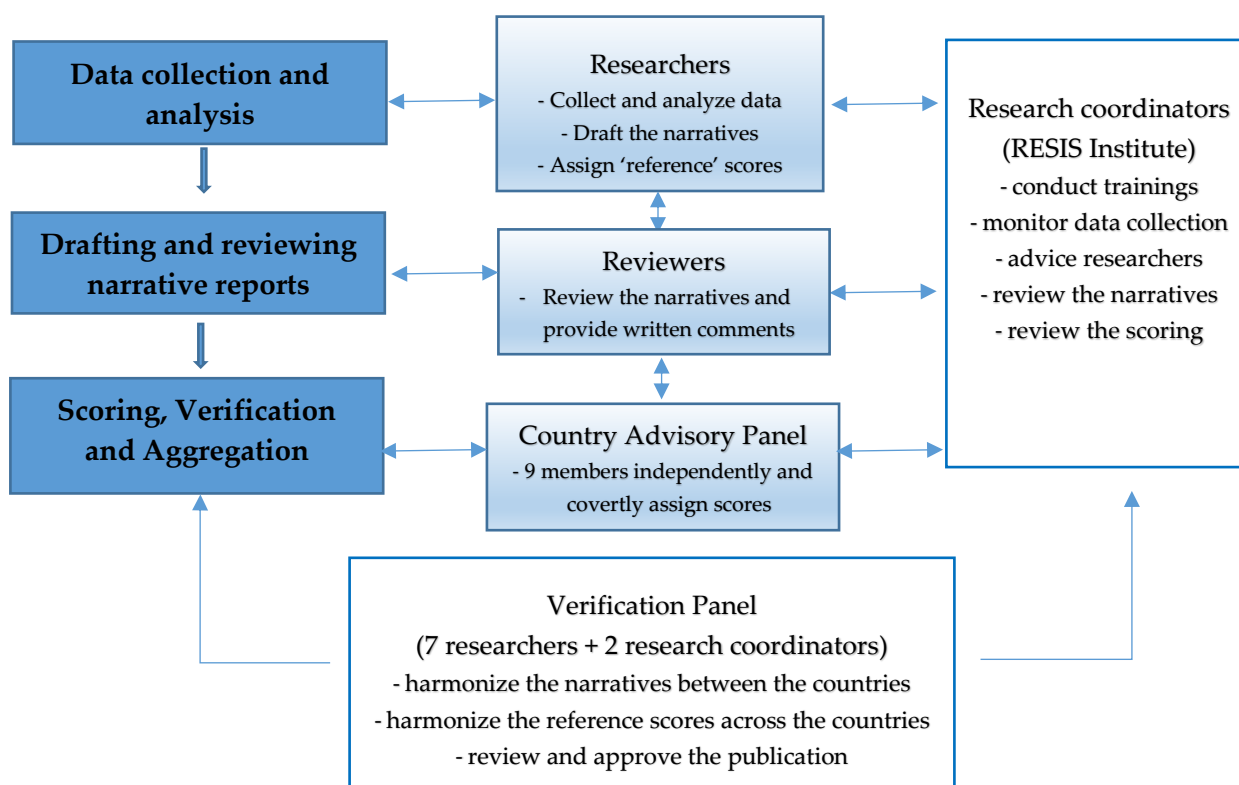 Data collection and
analysis
Researchers
- Collect and analyze data
- Draft the narratives
- Assign ‘reference’ scores
Research coordinators
(RESIS Institute)
- conduct trainings
- monitor data collection
- advice researchers
- review the narratives
- review the scoring
Drafting and reviewing
narrative reports
Reviewers
- Review the narratives and
provide written comments
Scoring, Verification
and Aggregation
Country Advisory Panel
- 9 members independently and
covertly assign scores
Verification Panel
(7 researchers + 2 research coordinators)
- harmonize the narratives between the countries
- harmonize the reference scores across the countries
- review and approve the publication